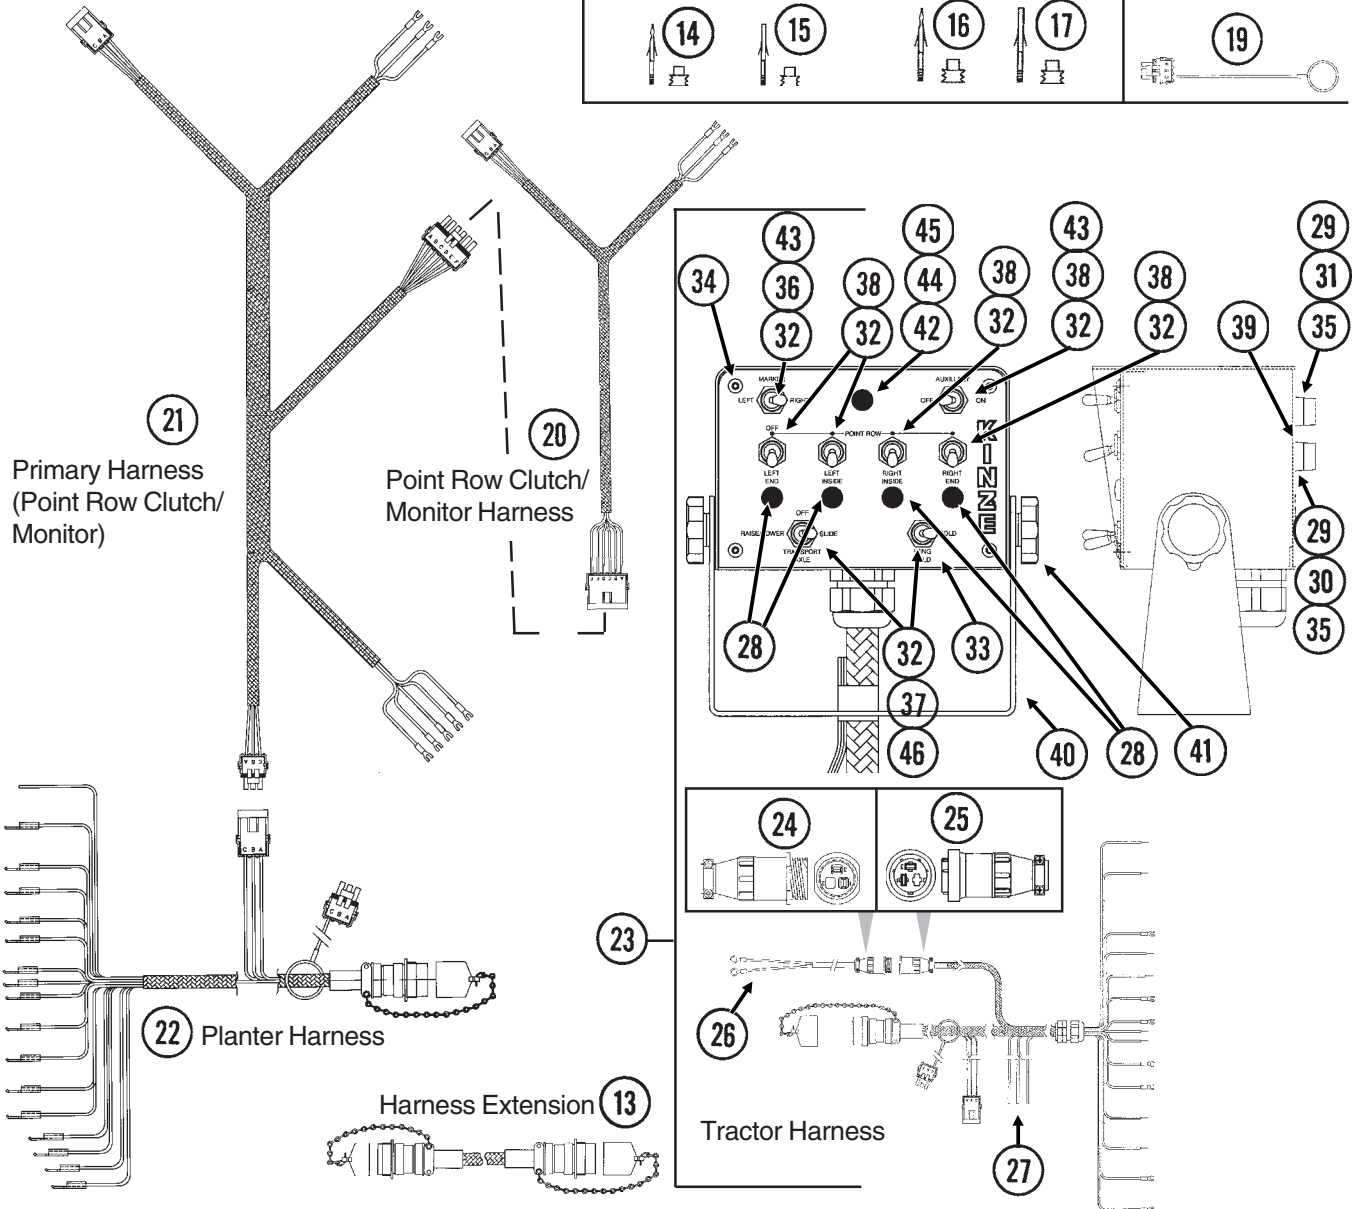 14 15 16 17 19
C B A
A B C D E F
43 45 43 29
34 36 38 44 38 38 38 31
32 32 42 32 32 32 39 35
MARKER AUXILIARY
LEFT RIGHT OFF ON
OFF POINT ROW
KINZE
LEFT END LEFT INSIDE RIGHT INSIDE RIGHT END
OFF
RAISE/LOWER SLIDE HOLD
TRANSPORT AXLE
21
Primary Harness
(Point Row Clutch/
Monitor)
20
Point Row Clutch/
Monitor Harness
29
30
35
28 32 33
37
46 40 28 41
C B A
C B A
C B A
24 25
23
26
22 Planter Harness
Harness Extension 13
Tractor Harness
27